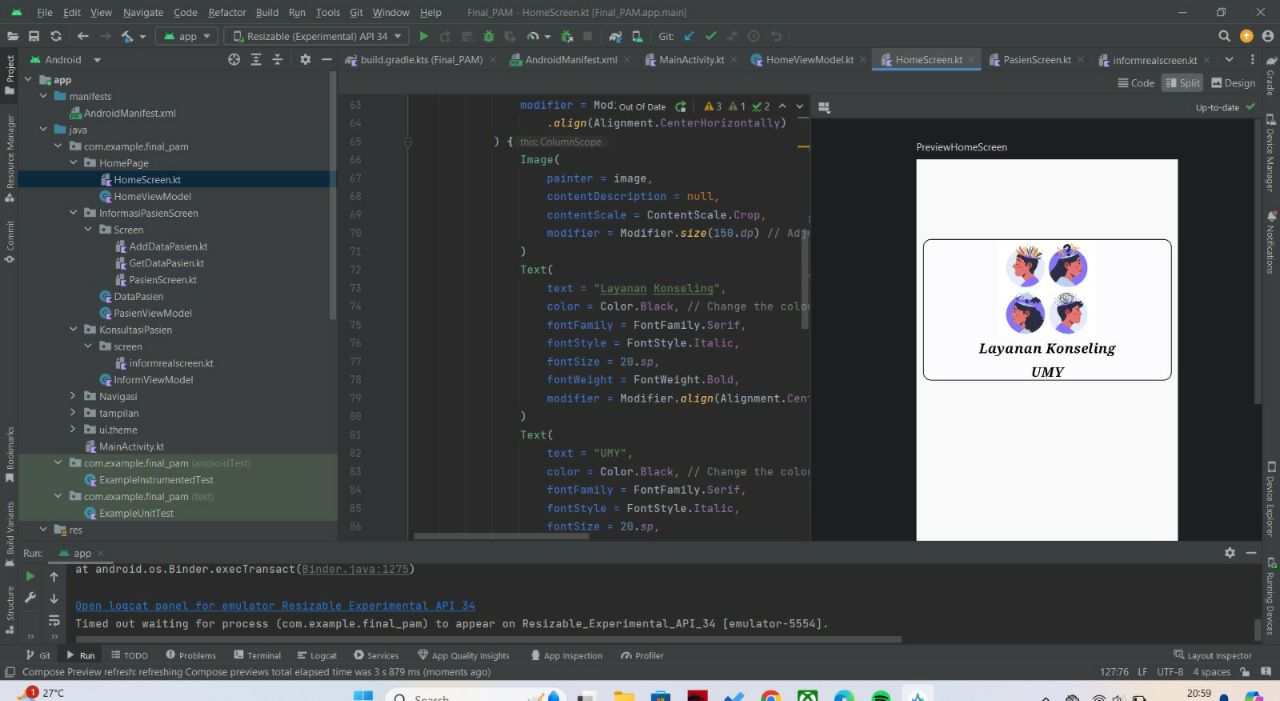 File Edit View Navigate Code Refactor Build Run Tools Git Window Help Final_PAM - HomeScreen.kt [Final_PAM.app.main]
app Resizable (Experimental) API 34 Git:
Android build.gradle.kts (Final_PAM) AndroidManifest.xml MainActivity.kt HomeViewModel.kt HomeScreen.kt PasienScreen.kt informrealscreen.kt
Code Split Design
Up-to-date
Project
Resource Manager
Commit
Bookmarks
Build Variants
Structure
app
manifests
AndroidManifest.xml
java
com.example.final_pam
HomePage
HomeScreen.kt
HomeViewModel
InformasiPasienScreen
Screen
AddDataPasien.kt
GetDataPasien.kt
PasienScreen.kt
DataPasien
PasienViewModel
KonsultasiPasien
screen
informrealscreen.kt
InformViewModel
Navigasi
tampilan
ui.theme
MainActivity.kt
com.example.final_pam (androidTest)
ExampleInstrumentedTest
com.example.final_pam (test)
ExampleUnitTest
res
63 modifier = Mod: Out Of Date 3 1 2
64 .align(Alignment.CenterHorizontally)
65 ) { this: ColumnScope
66 Image(
67 painter = image,
68 contentDescription = null,
69 contentScale = ContentScale.Crop,
70 modifier = Modifier.size(150.dp) // Adj
71 )
72 Text(
73 text = "Layanan Konseling",
74 color = Color.Black, // Change the colo
75 fontFamily = FontFamily.Serif,
76 fontStyle = FontStyle.Italic,
77 fontSize = 20.sp,
78 fontWeight = FontWeight.Bold,
79 modifier = Modifier.align(Alignment.Cen
80 )
81 Text(
82 text = "UMY",
83 color = Color.Black, // Change the colo
84 fontFamily = FontFamily.Serif,
85 fontStyle = FontStyle.Italic,
86 fontSize = 20.sp,
PreviewHomeScreen
Layanan Konseling
UMY
Gradle
Device Manager
Notifications
Device Explorer
Running Devices
Run: app
at android.os.Binder.execTransact(Binder.java:1275)
Open logcat panel for emulator Resizable Experimental API 34
Timed out waiting for process (com.example.final_pam) to appear on Resizable_Experimental_API_34 [emulator-5554].
Git Run TODO Problems Terminal Logcat Services App Quality Insights App Inspection Profiler Layout Inspector
Compose Preview refresh: refreshing Compose previews total elapsed time was 3 s 879 ms (moments ago) 127:76 LF UTF-8 4 spaces
1 27°C Search 20:59